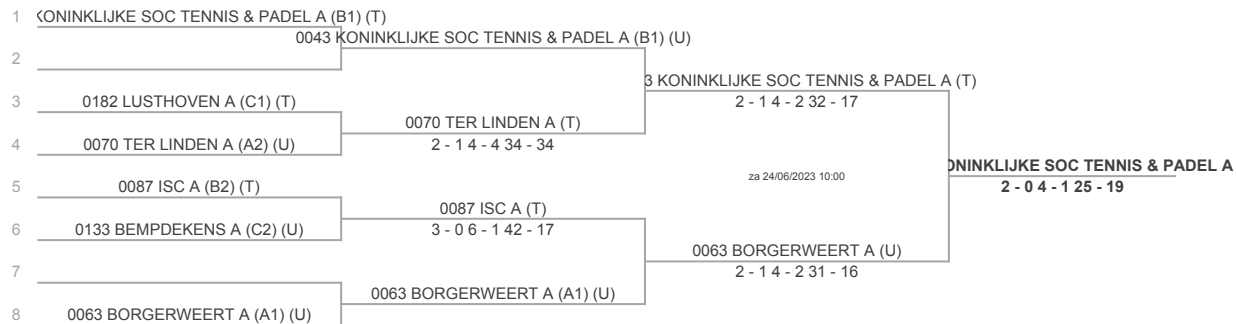 1 KONINKLIJKE SOC TENNIS & PADEL A (B1) (T)
0043 KONINKLIJKE SOC TENNIS & PADEL A (B1) (U)
2
3 KONINKLIJKE SOC TENNIS & PADEL A (T)
3 0182 LUSTHOVEN A (C1) (T)
2 - 1 4 - 2 32 - 17
0070 TER LINDEN A (T)
4 0070 TER LINDEN A (A2) (U)
2 - 1 4 - 4 34 - 34
KONINKLIJKE SOC TENNIS & PADEL A
za 24/06/2023 10:00
5 0087 ISC A (B2) (T)
2 - 0 4 - 1 25 - 19
0087 ISC A (T)
6 0133 BEMPDEKENS A (C2) (U)
3 - 0 6 - 1 42 - 17
0063 BORGERWEERT A (U)
7
2 - 1 4 - 2 31 - 16
0063 BORGERWEERT A (A1) (U)
8 0063 BORGERWEERT A (A1) (U)